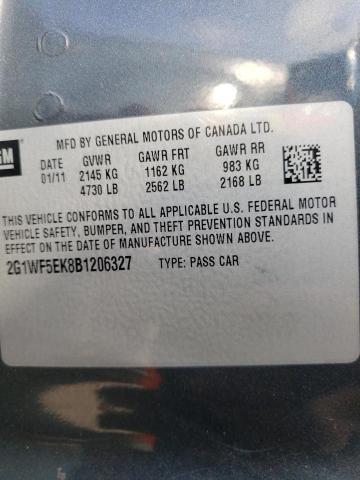 GM
MFD BY GENERAL MOTORS OF CANADA LTD.
DATE GVWR GAWR FRT GAWR RR
01/11 2145 KG 1162 KG 983 KG
4730 LB 2562 LB 2168 LB
THIS VEHICLE CONFORMS TO ALL APPLICABLE U.S. FEDERAL MOTOR
VEHICLE SAFETY, BUMPER, AND THEFT PREVENTION STANDARDS IN
EFFECT ON THE DATE OF MANUFACTURE SHOWN ABOVE.
2G1WF5EK8B1206327 TYPE: PASS CAR